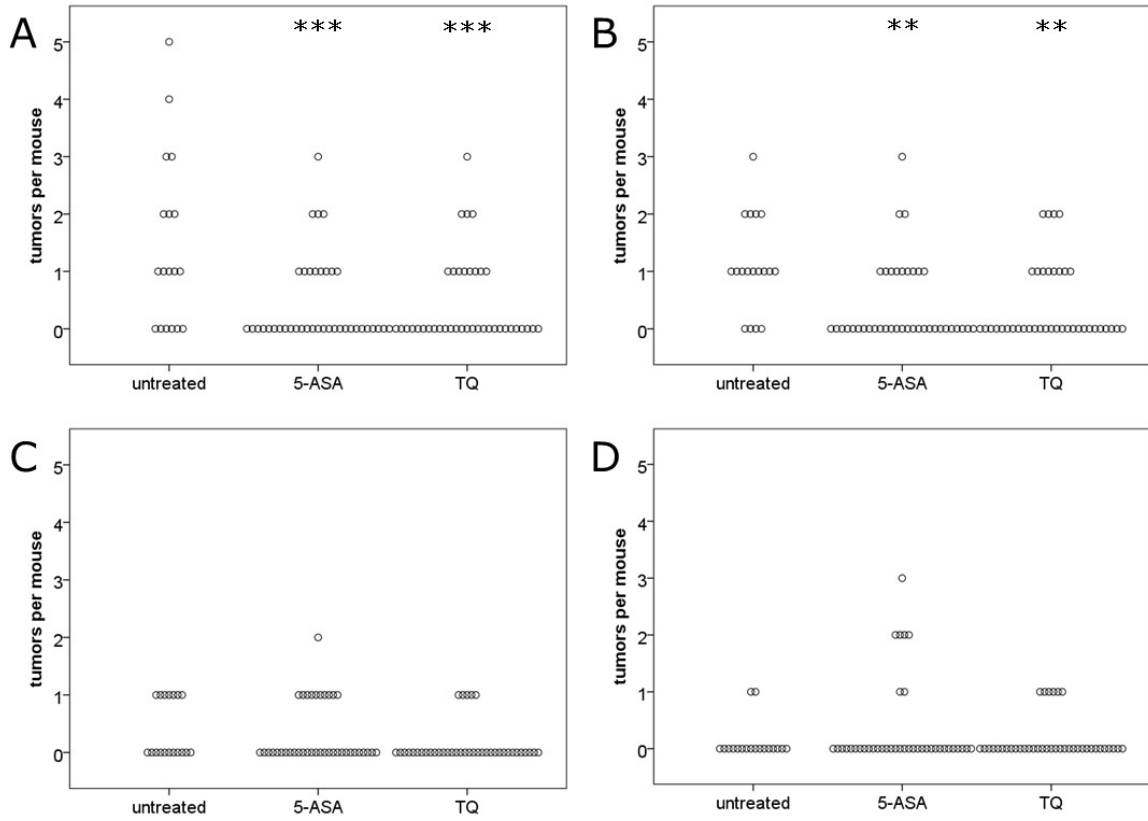 A
*** ***
tumors per mouse
5
4
3
2
1
0
untreated 5-ASA TQ
B
** **
tumors per mouse
5
4
3
2
1
0
untreated 5-ASA TQ
C
tumors per mouse
5
4
3
2
1
0
untreated 5-ASA TQ
D
tumors per mouse
5
4
3
2
1
0
untreated 5-ASA TQ